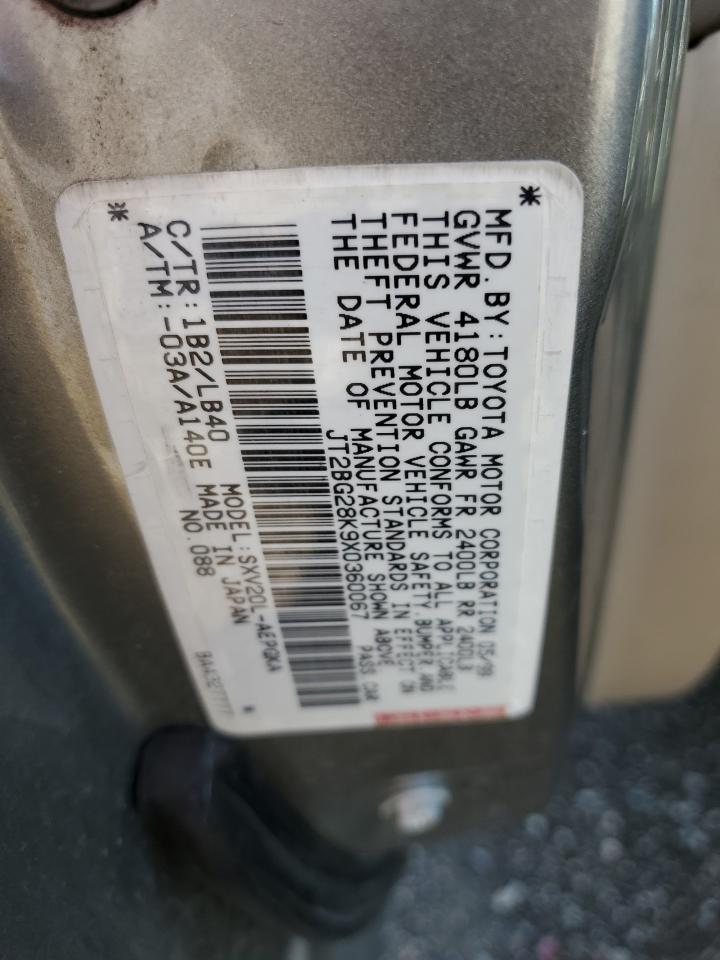 MFD. BY: TOYOTA MOTOR CORPORATION 05/99
GVWR 4180LB GAWR FR 2400LB RR 2400LB
THIS VEHICLE CONFORMS TO ALL APPLICABLE
FEDERAL MOTOR VEHICLE SAFETY, BUMPER, AND
THEFT PREVENTION STANDARDS IN EFFECT ON
THE DATE OF MANUFACTURE SHOWN ABOVE.
JT2BG28K9X0360067 PASS CAR
C/TR: 1B2/LB40 MODEL: SXV20L-AEPGKA
A/TM: -03A/A140E MADE IN JAPAN
NO. 088